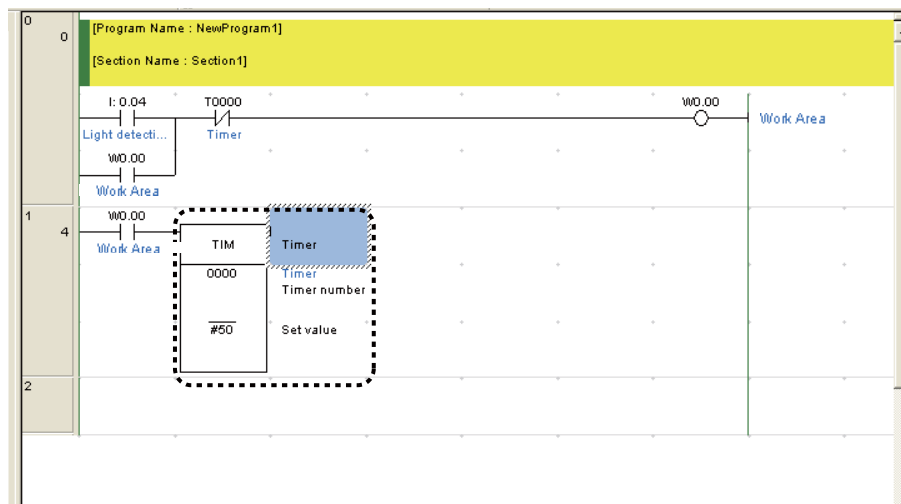 0
0
[Program Name : NewProgram1]
[Section Name : Section1]
I: 0.04 T0000 W0.00
Work Area
Light detecti... Timer
W0.00
Work Area
1
4
W0.00
Work Area
TIM Timer
0000 Timer
Timer number
#50 Set value
2